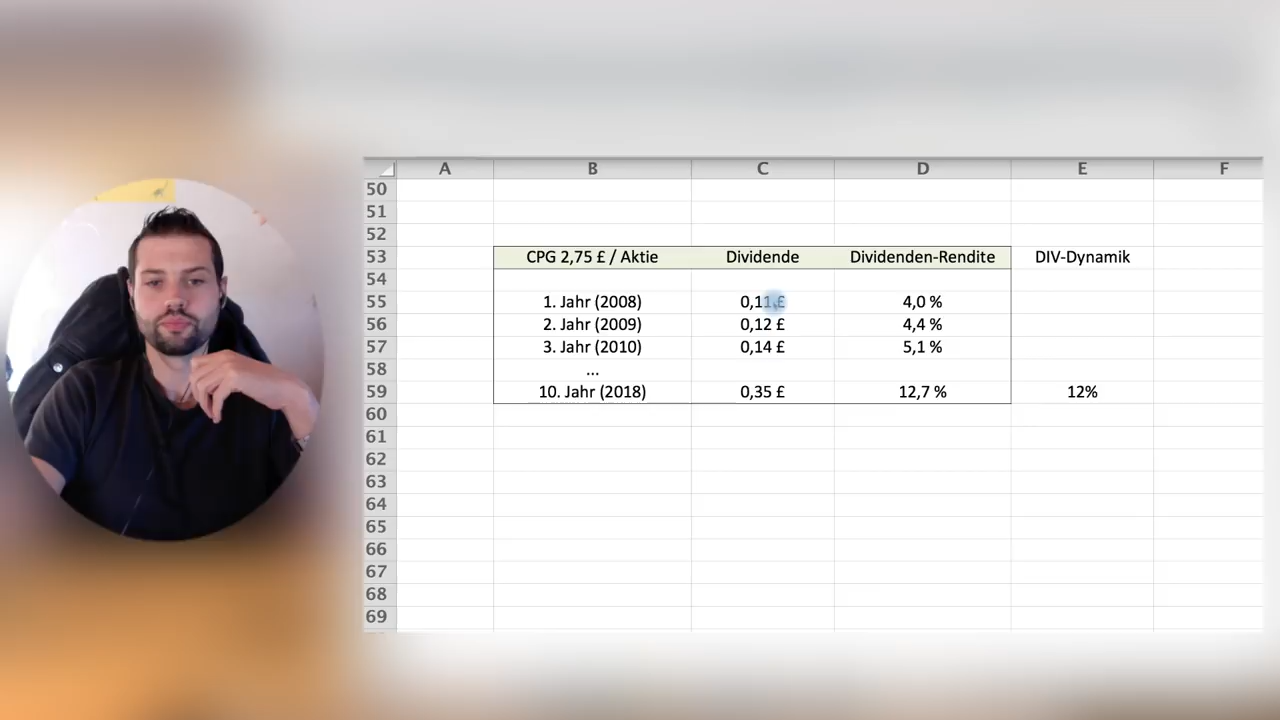 A B C D E F
50
51
52
53 CPG 2,75 £ / Aktie Dividende Dividenden-Rendite DIV-Dynamik
54
55 1. Jahr (2008) 0,11 £ 4,0 %
56 2. Jahr (2009) 0,12 £ 4,4 %
57 3. Jahr (2010) 0,14 £ 5,1 %
58 ...
59 10. Jahr (2018) 0,35 £ 12,7 % 12%
60
61
62
63
64
65
66
67
68
69